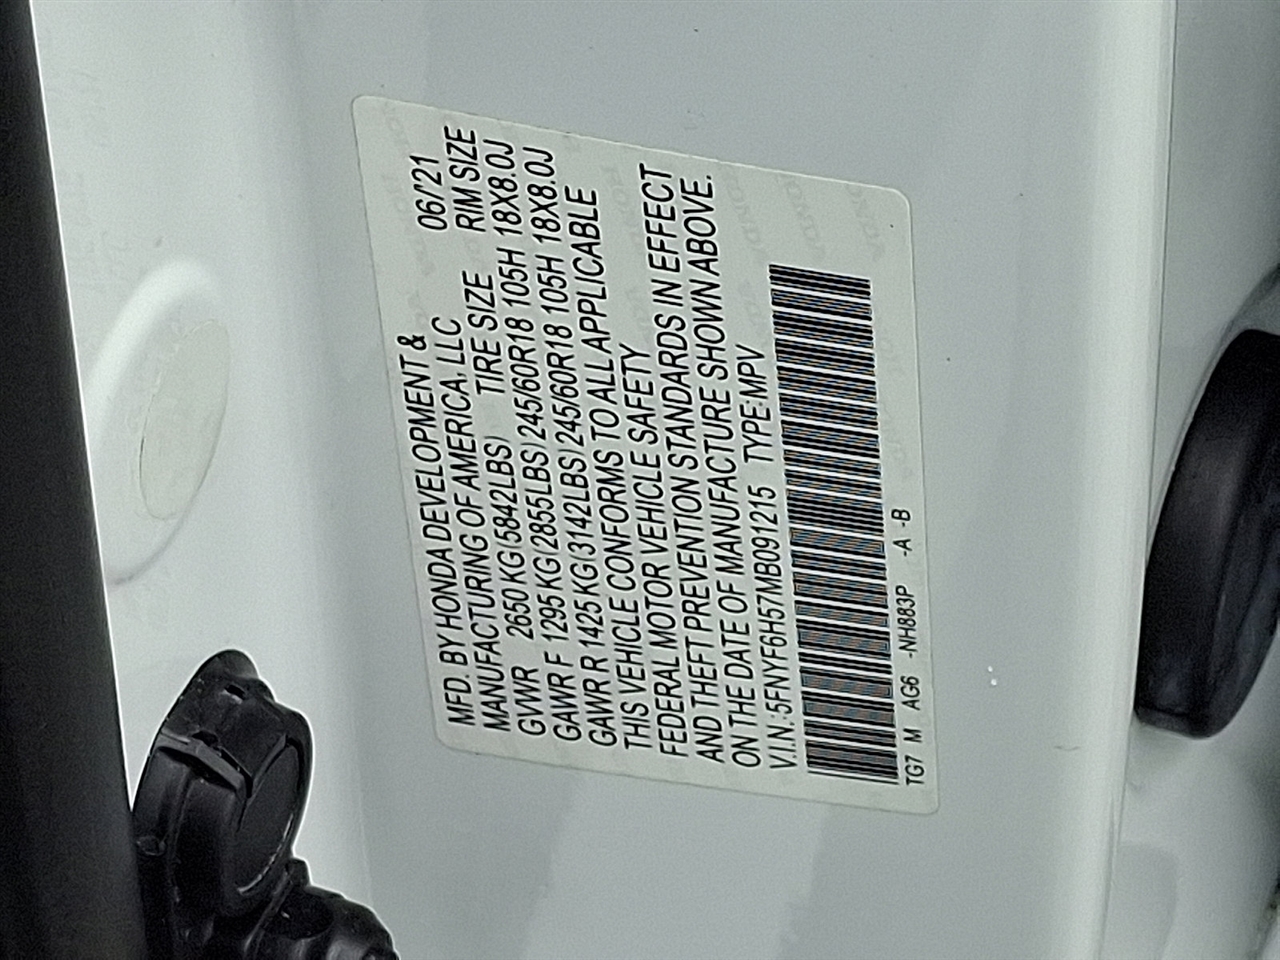 MFD. BY HONDA DEVELOPMENT &
MANUFACTURING OF AMERICA, LLC 06/'21
GVWR 2650 KG (5842LBS) TIRE SIZE RIM SIZE
GAWR F 1295 KG (2855LBS) 245/60R18 105H 18X8.0J
GAWR R 1425 KG (3142LBS) 245/60R18 105H 18X8.0J
THIS VEHICLE CONFORMS TO ALL APPLICABLE
FEDERAL MOTOR VEHICLE SAFETY
AND THEFT PREVENTION STANDARDS IN EFFECT
ON THE DATE OF MANUFACTURE SHOWN ABOVE.
V.I.N.:5FNYF6H57MB091215 TYPE:MPV
TG7 M AG6 -NH883P -A -B